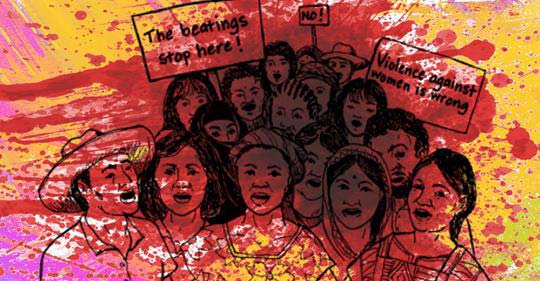 The beatings
stop here!
No!
Violence against
women is wrong